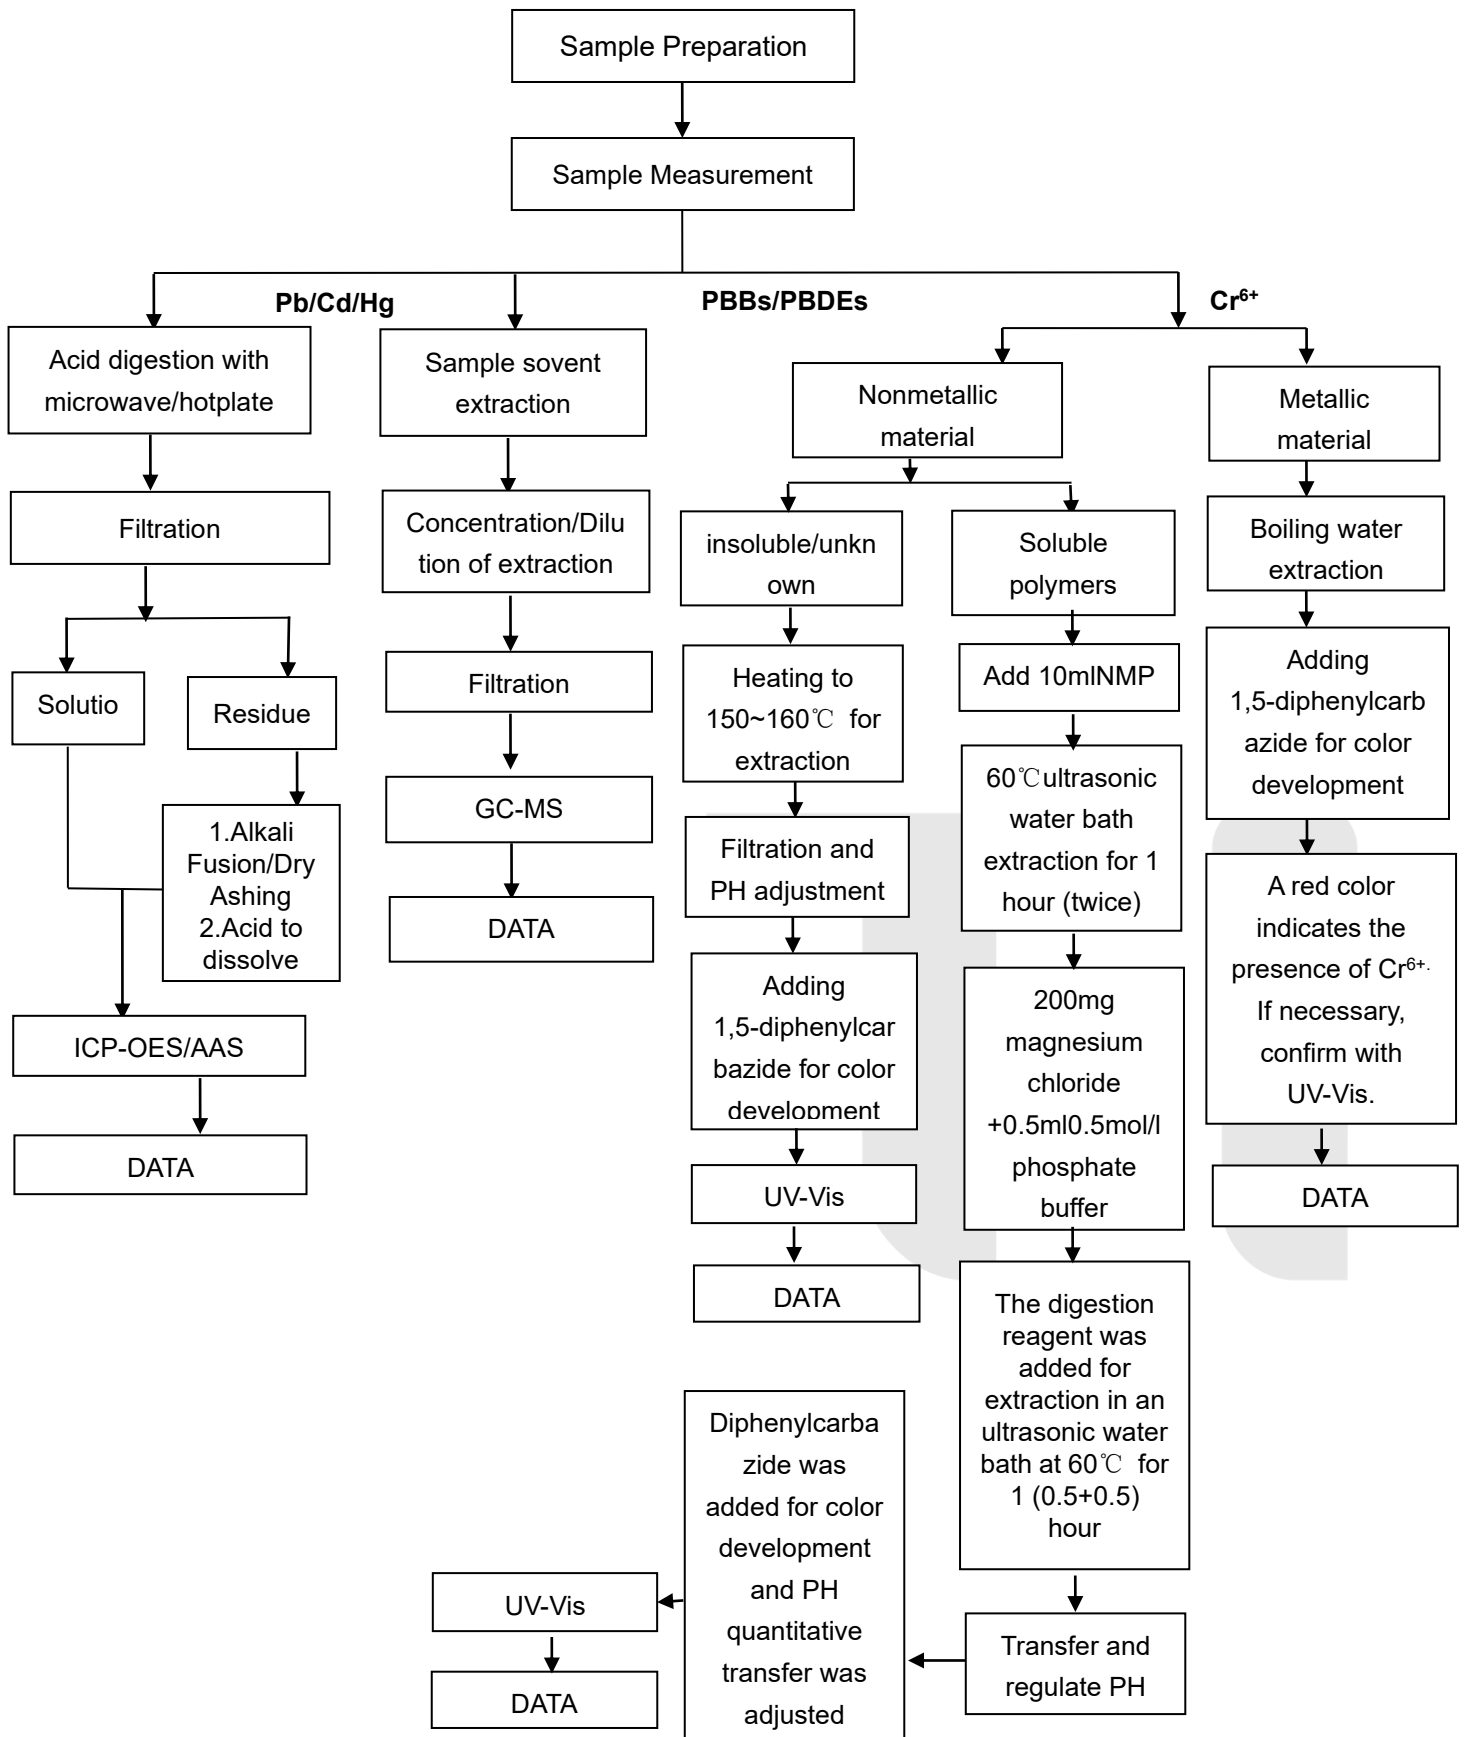 Sample Preparation
Sample Measurement
Pb/Cd/Hg
PBBs/PBDEs
Cr⁶⁺
Acid digestion with
microwave/hotplate
Filtration
Solutio
Residue
1.Alkali
Fusion/Dry
Ashing
2.Acid to
dissolve
ICP-OES/AAS
DATA
Sample sovent
extraction
Concentration/Dilu
tion of extraction
Filtration
GC-MS
DATA
Nonmetallic
material
insoluble/unkn
own
Heating to
150~160℃ for
extraction
Filtration and
PH adjustment
Adding
1,5-diphenylcar
bazide for color
development
UV-Vis
DATA
Soluble
polymers
Add 10mlNMP
60℃ultrasonic
water bath
extraction for 1
hour (twice)
200mg
magnesium
chloride
+0.5ml0.5mol/l
phosphate
buffer
The digestion
reagent was
added for
extraction in an
ultrasonic water
bath at 60℃ for
1 (0.5+0.5)
hour
Transfer and
regulate PH
Diphenylcarba
zide was
added for color
development
and PH
quantitative
transfer was
adjusted
UV-Vis
DATA
Metallic
material
Boiling water
extraction
Adding
1,5-diphenylcarb
azide for color
development
A red color
indicates the
presence of Cr⁶⁺.
If necessary,
confirm with
UV-Vis.
DATA